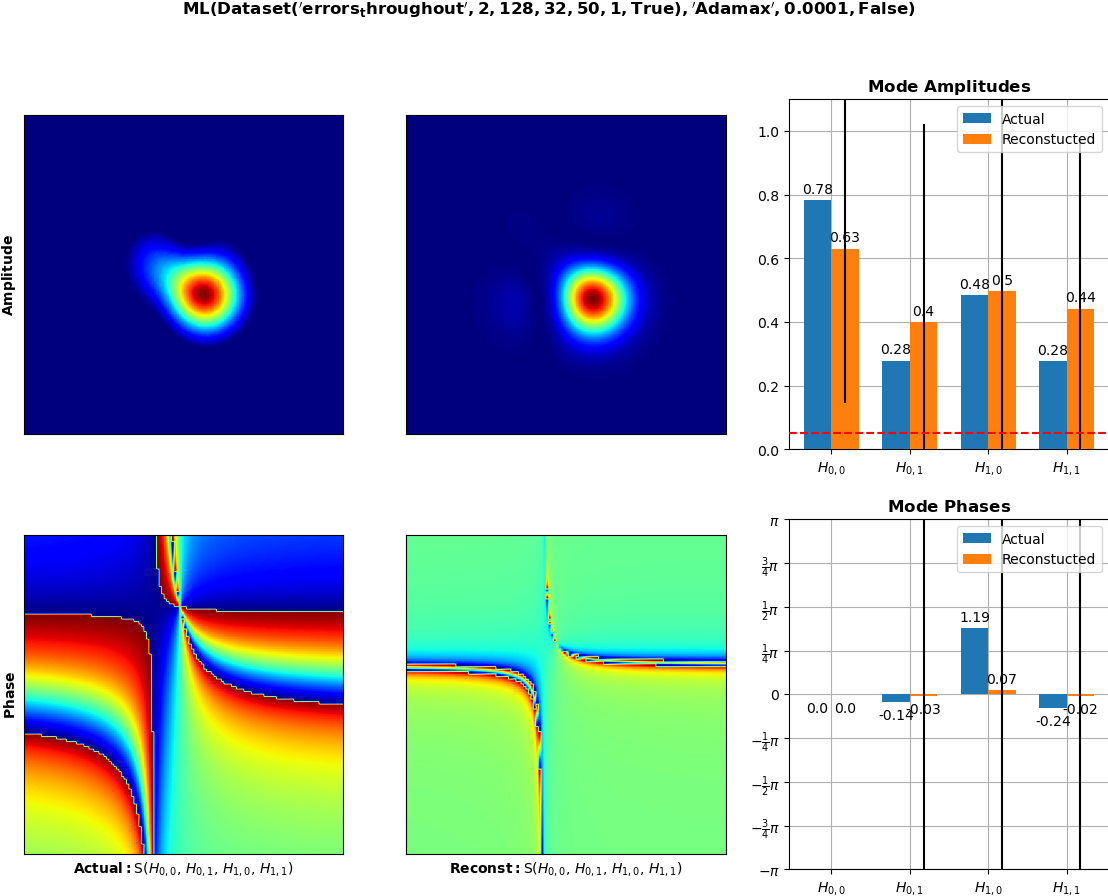 ML(Dataset('errors_throughout', 2, 128, 32, 50, 1, True), 'Adamax', 0.0001, False)
Mode Amplitudes
Amplitude
1.0
0.8
0.6
0.4
0.2
0.0
Actual
Reconstucted
0.78
0.63
0.28
0.4
0.48
0.5
0.28
0.44
H0,0
H0,1
H1,0
H1,1
Mode Phases
Phase
π
3/4π
1/2π
1/4π
0
−1/4π
−1/2π
−3/4π
−π
Actual
Reconstucted
0.0
0.0
-0.14
-0.03
1.19
0.07
-0.24
-0.02
H0,0
H0,1
H1,0
H1,1
Actual: S(H0,0, H0,1, H1,0, H1,1)
Reconst: S(H0,0, H0,1, H1,0, H1,1)